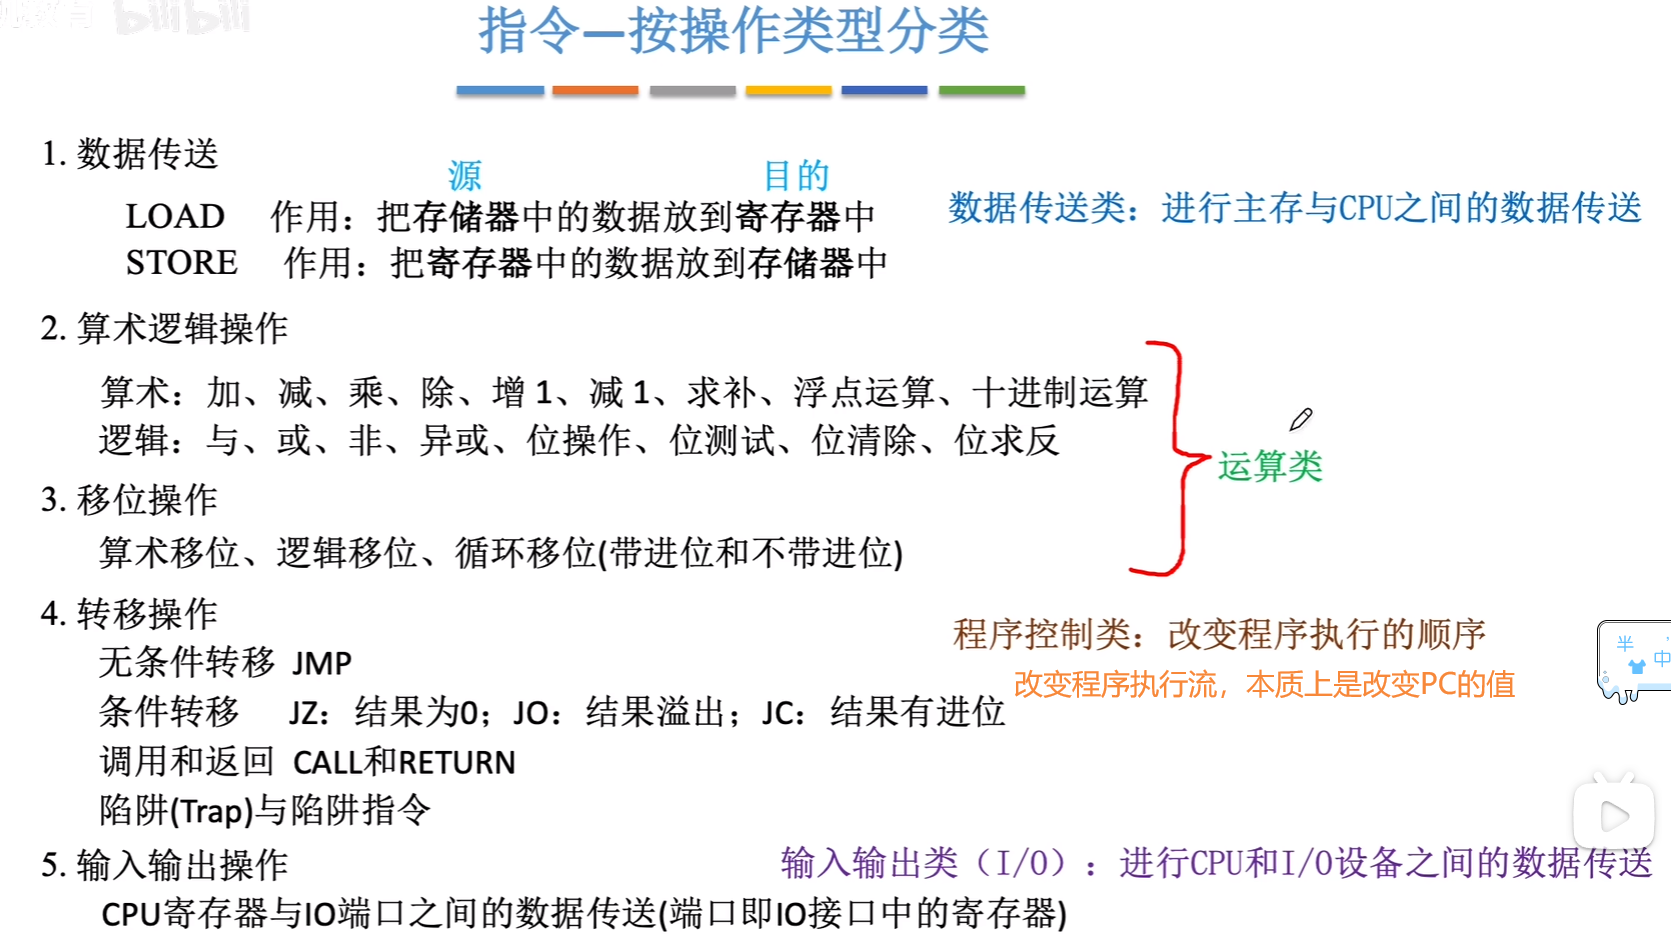 bilibili
指令—按操作类型分类
1. 数据传送
源 目的
LOAD 作用：把存储器中的数据放到寄存器中
数据传送类：进行主存与CPU之间的数据传送
STORE 作用：把寄存器中的数据放到存储器中
2. 算术逻辑操作
算术：加、减、乘、除、增 1、减 1、求补、浮点运算、十进制运算
逻辑：与、或、非、异或、位操作、位测试、位清除、位求反
运算类
3. 移位操作
算术移位、逻辑移位、循环移位(带进位和不带进位)
4. 转移操作
程序控制类：改变程序执行的顺序
改变程序执行流，本质上是改变PC的值
无条件转移 JMP
条件转移 JZ：结果为0；JO：结果溢出；JC：结果有进位
调用和返回 CALL和RETURN
陷阱(Trap)与陷阱指令
半
中
5. 输入输出操作
输入输出类（I/O）：进行CPU和I/O设备之间的数据传送
CPU寄存器与IO端口之间的数据传送(端口即IO接口中的寄存器)